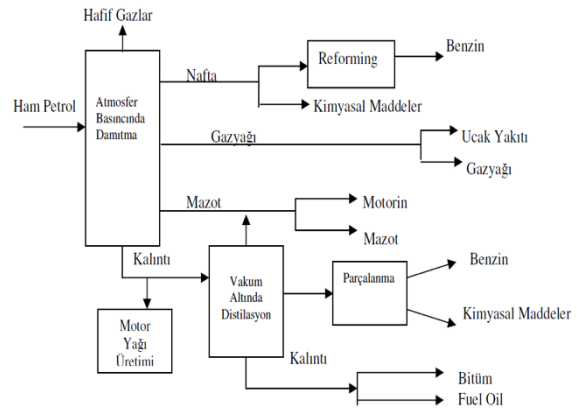 Hafif Gazlar
Ham Petrol
Atmosfer
Basıncında
Damıtma
Nafta
Reforming
Benzin
Kimyasal Maddeler
Gazyağı
Ucak Yakıtı
Gazyağı
Mazot
Motorin
Mazot
Kalıntı
Motor
Yağı
Üretimi
Vakum
Altında
Distilasyon
Parçalanma
Benzin
Kimyasal Maddeler
Kalıntı
Bitüm
Fuel Oil